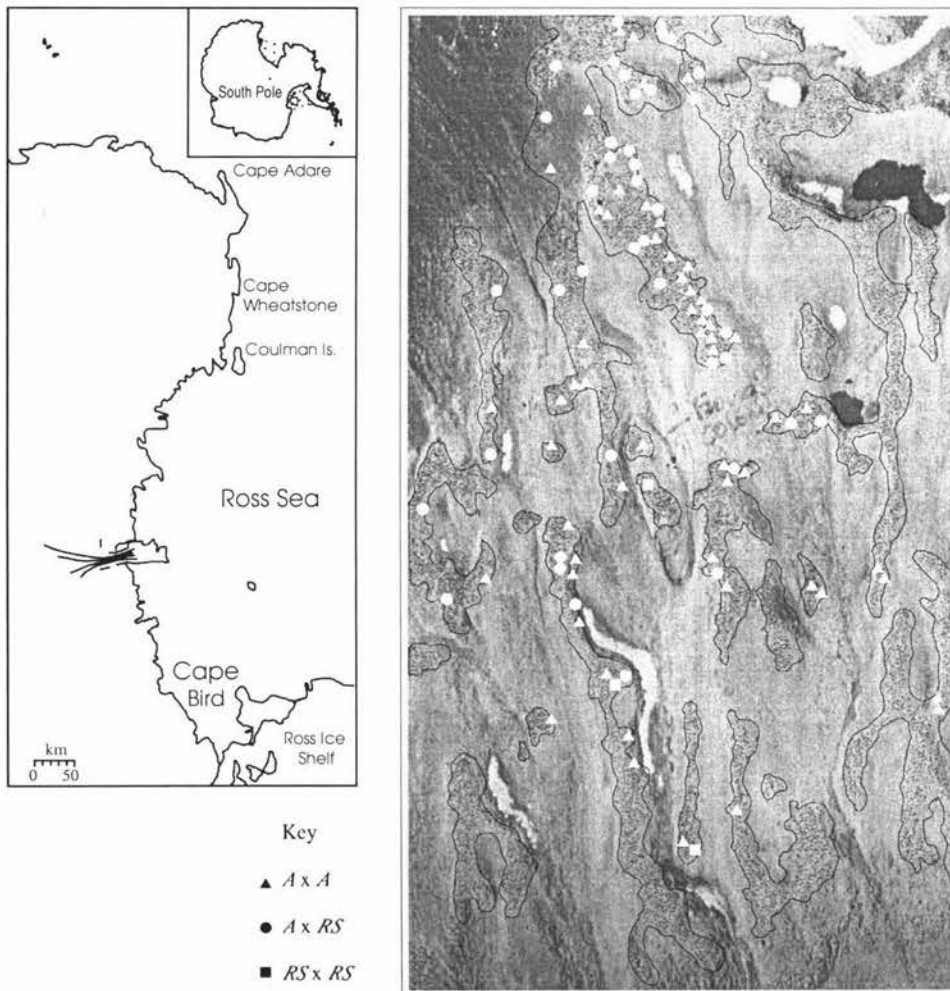 South Pole
Cape Adare
Cape
Wheatstone
Coulman Is.
Ross Sea
Cape
Bird
Ross Ice
Shelf
km
0 50
Key
A x A
A x RS
RS x RS